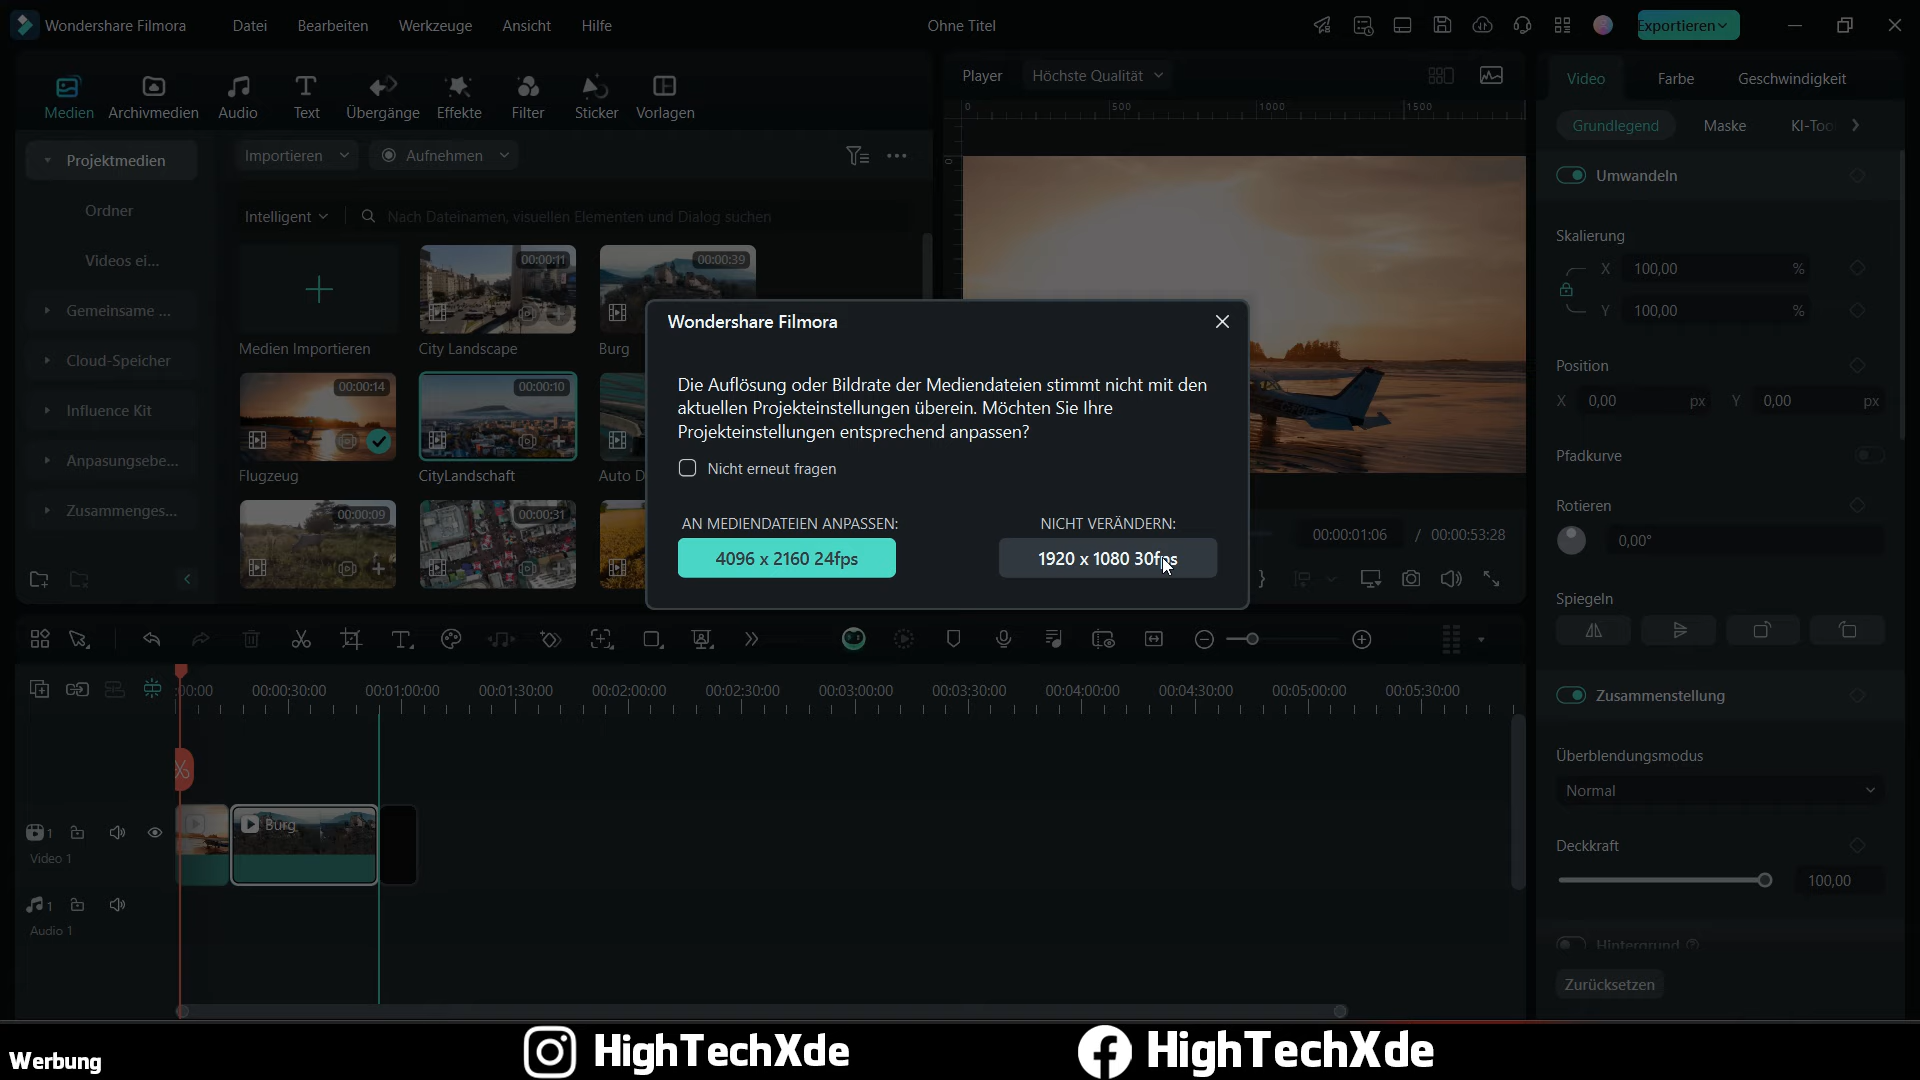 Wondershare Filmora Datei Bearbeiten Werkzeuge Ansicht Hilfe Ohne Titel Exportieren
Medien Archivmedien Audio Text Übergänge Effekte Filter Sticker Vorlagen
Player Höchste Qualität
Video Farbe Geschwindigkeit
0 500 1000 1500
Grundlegend Maske KI-Too
Projektmedien
Importieren Aufnehmen
Umwandeln
Ordner
Intelligent Nach Dateinamen, visuellen Elementen und Dialog suchen
Videos ei...
Gemeinsame ...
Cloud-Speicher
Influence Kit
Anpasungsebe...
Zusammenges...
00:00:11
00:00:39
Medien Importieren
City Landscape
Burg
00:00:14
00:00:10
Flugzeug
CityLandschaft
Auto D
00:00:09
00:00:31
Wondershare Filmora
Die Auflösung oder Bildrate der Mediendateien stimmt nicht mit den
aktuellen Projekteinstellungen überein. Möchten Sie Ihre
Projekteinstellungen entsprechend anpassen?
Nicht erneut fragen
AN MEDIENDATEIEN ANPASSEN:
4096 x 2160 24fps
NICHT VERÄNDERN:
1920 x 1080 30fps
00:00:01:06 / 00:00:53:28
Skalierung
X 100,00 %
Y 100,00 %
Position
X 0,00 px Y 0,00 px
Pfadkurve
Rotieren
0,00°
Spiegeln
Zusammenstellung
Überblendungsmodus
Normal
Deckkraft
100,00
Hintergrund
Zurücksetzen
:00:00 00:00:30:00 00:01:00:00 00:01:30:00 00:02:00:00 00:02:30:00 00:03:00:00 00:03:30:00 00:04:00:00 00:04:30:00 00:05:00:00 00:05:30:00
Burg
1
Video 1
1
Audio 1
Werbung
HighTechXde
HighTechXde